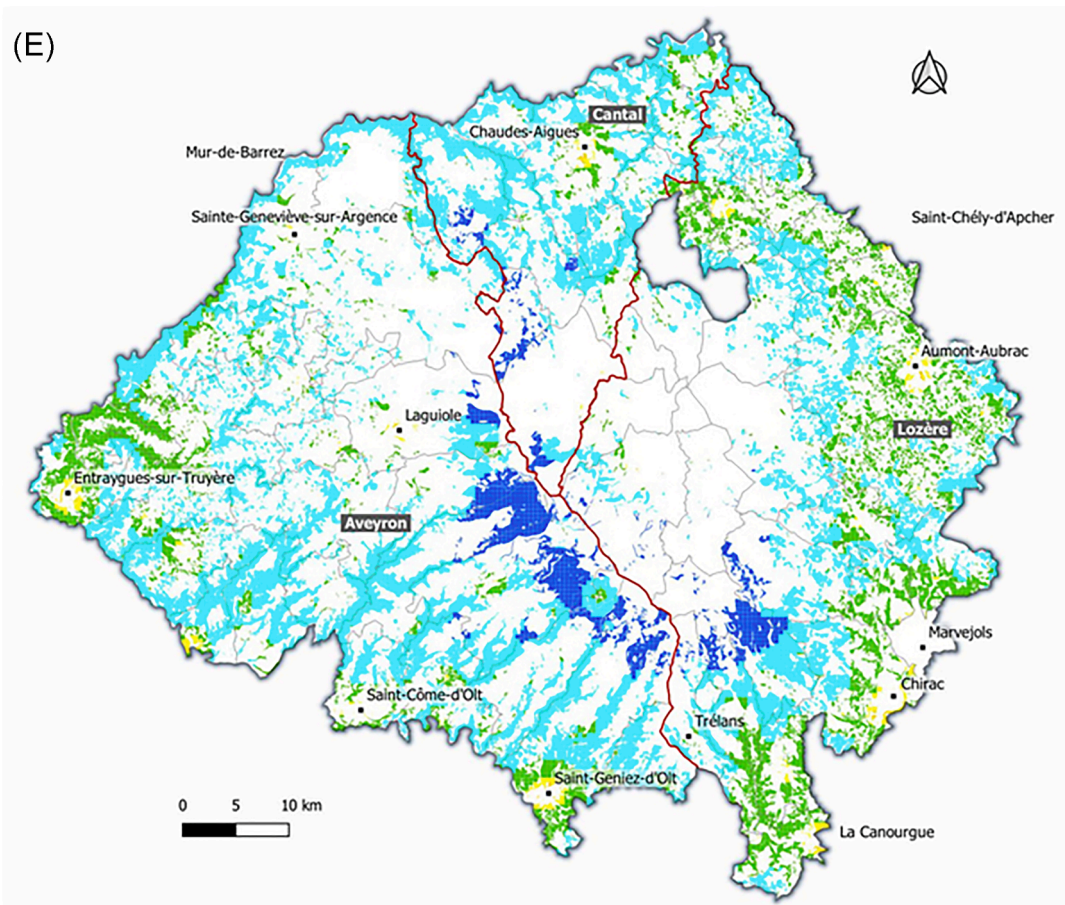 (E)
Cantal
Chaudes-Aigues
Mur-de-Barrez
Sainte-Geneviève-sur-Argence
Saint-Chély-d'Apcher
Aumont-Aubrac
Laguiole
Lozère
Entraygues-sur-Truyère
Aveyron
Marvejols
Chirac
Saint-Côme-d'Olt
Trélans
Saint-Geniez-d'Olt
0 5 10 km
La Canourgue